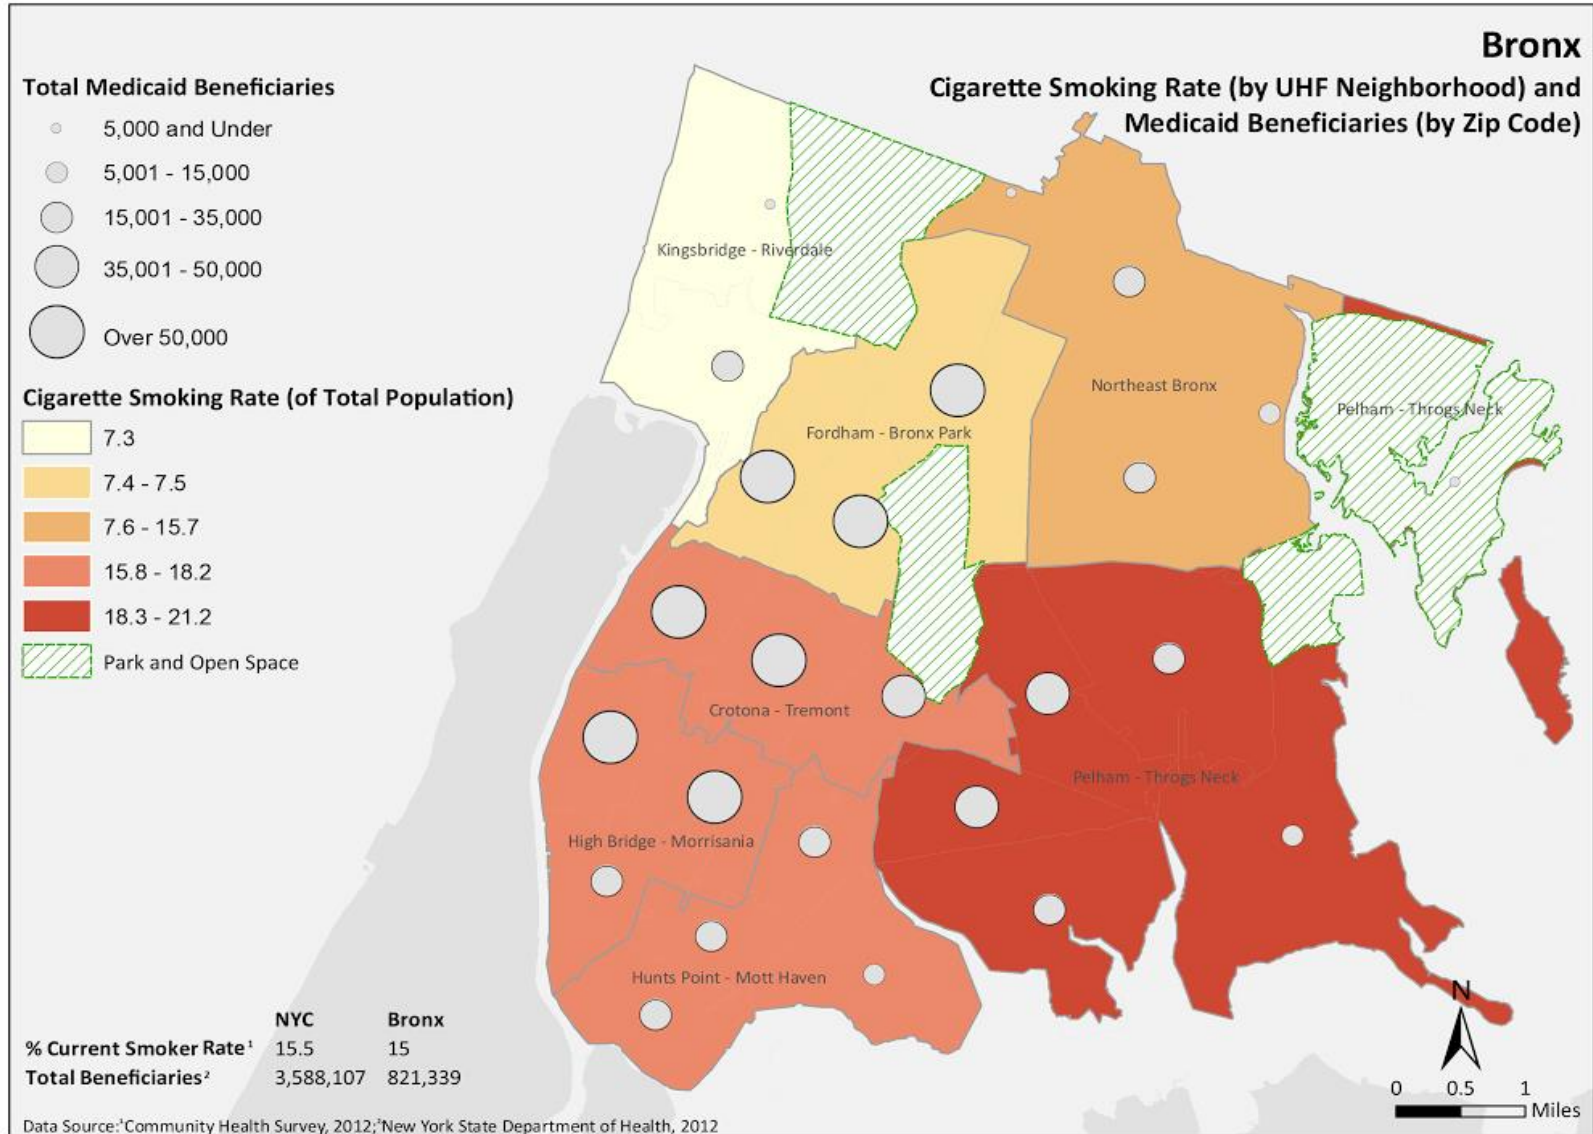 Bronx
Cigarette Smoking Rate (by UHF Neighborhood) and
Medicaid Beneficiaries (by Zip Code)
Total Medicaid Beneficiaries
5,000 and Under
5,001 - 15,000
15,001 - 35,000
35,001 - 50,000
Over 50,000
Cigarette Smoking Rate (of Total Population)
7.3
7.4 - 7.5
7.6 - 15.7
15.8 - 18.2
18.3 - 21.2
Park and Open Space
Kingsbridge - Riverdale
Northeast Bronx
Pelham - Throgs Neck
Fordham - Bronx Park
Crotona - Tremont
Pelham - Throgs Neck
High Bridge - Morrisania
Hunts Point - Mott Haven
NYC Bronx
% Current Smoker Rate¹ 15.5 15
Total Beneficiaries² 3,588,107 821,339
Data Source:¹Community Health Survey, 2012;²New York State Department of Health, 2012
N
0 0.5 1
Miles